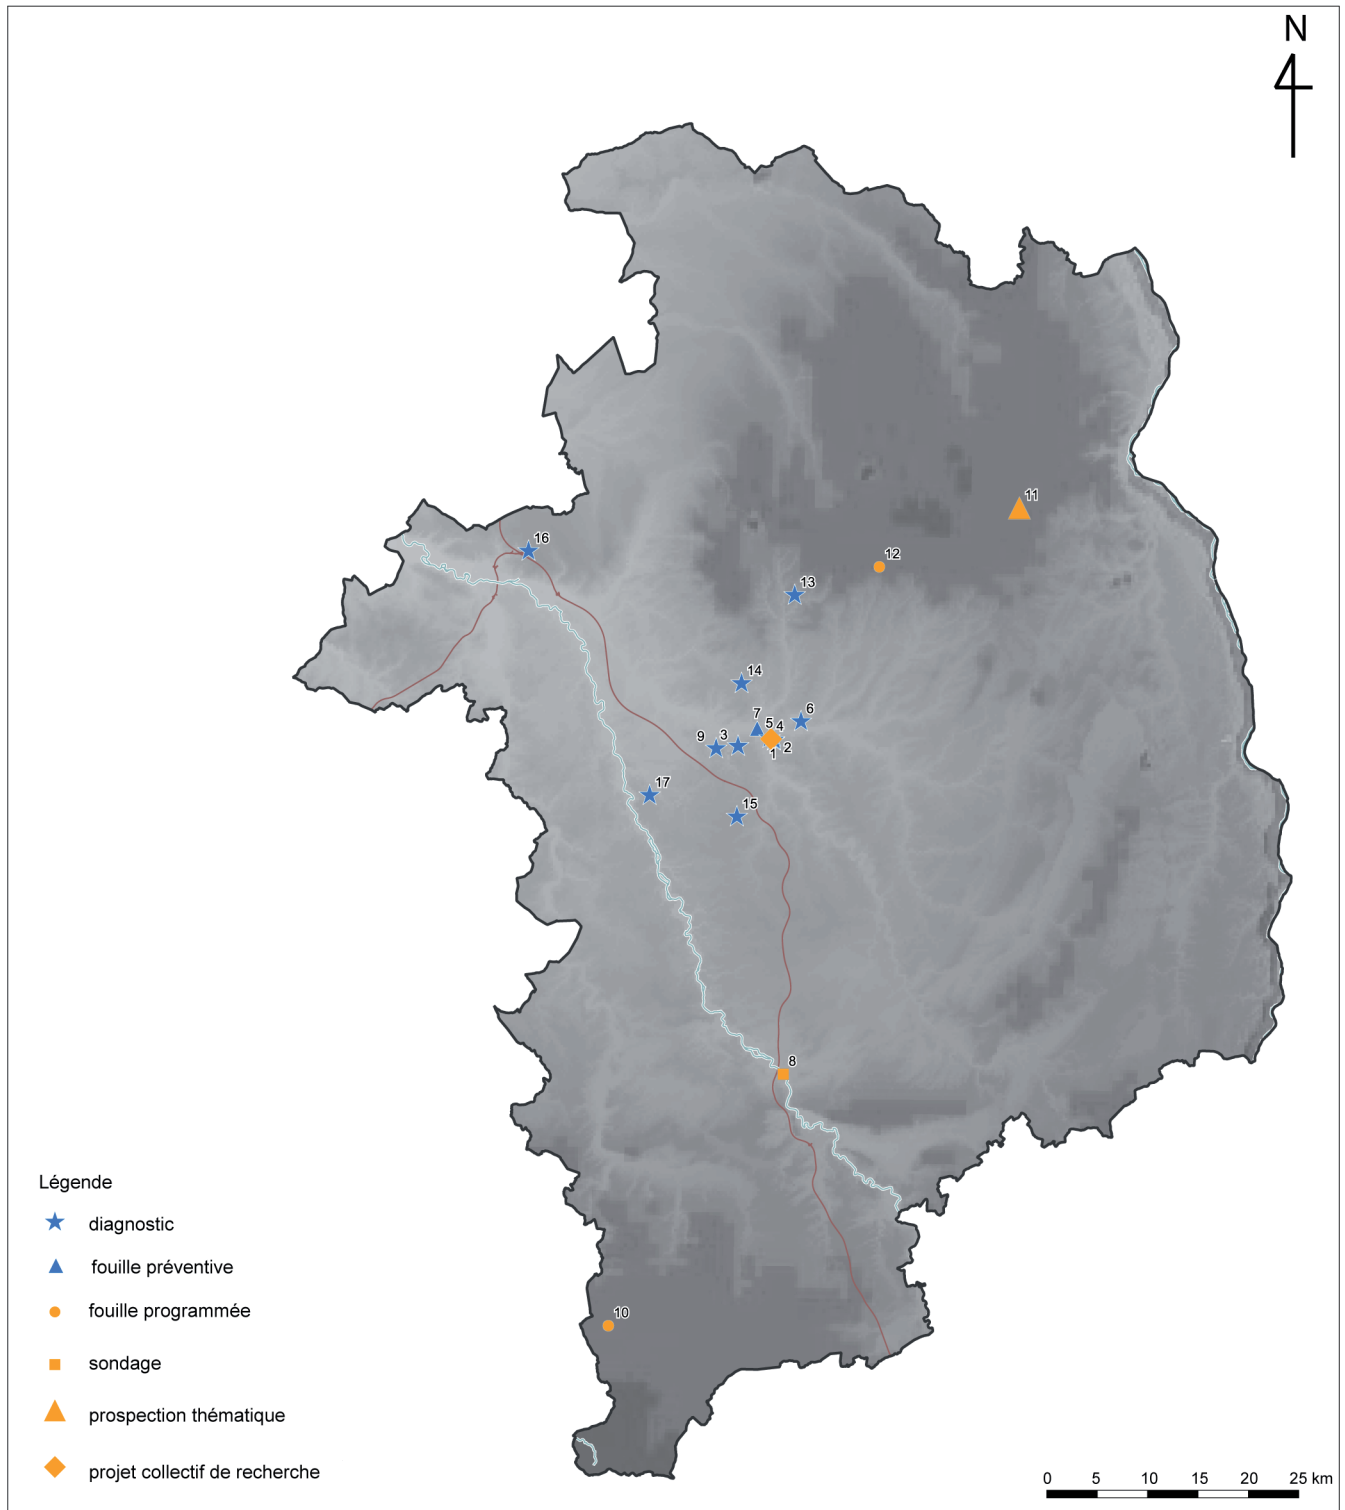 N
11
12
16
13
14
6
7
5
4
9
3
2
1
17
15
8
10
Légende
diagnostic
fouille préventive
fouille programmée
sondage
prospection thématique
projet collectif de recherche
0 5 10 15 20 25 km